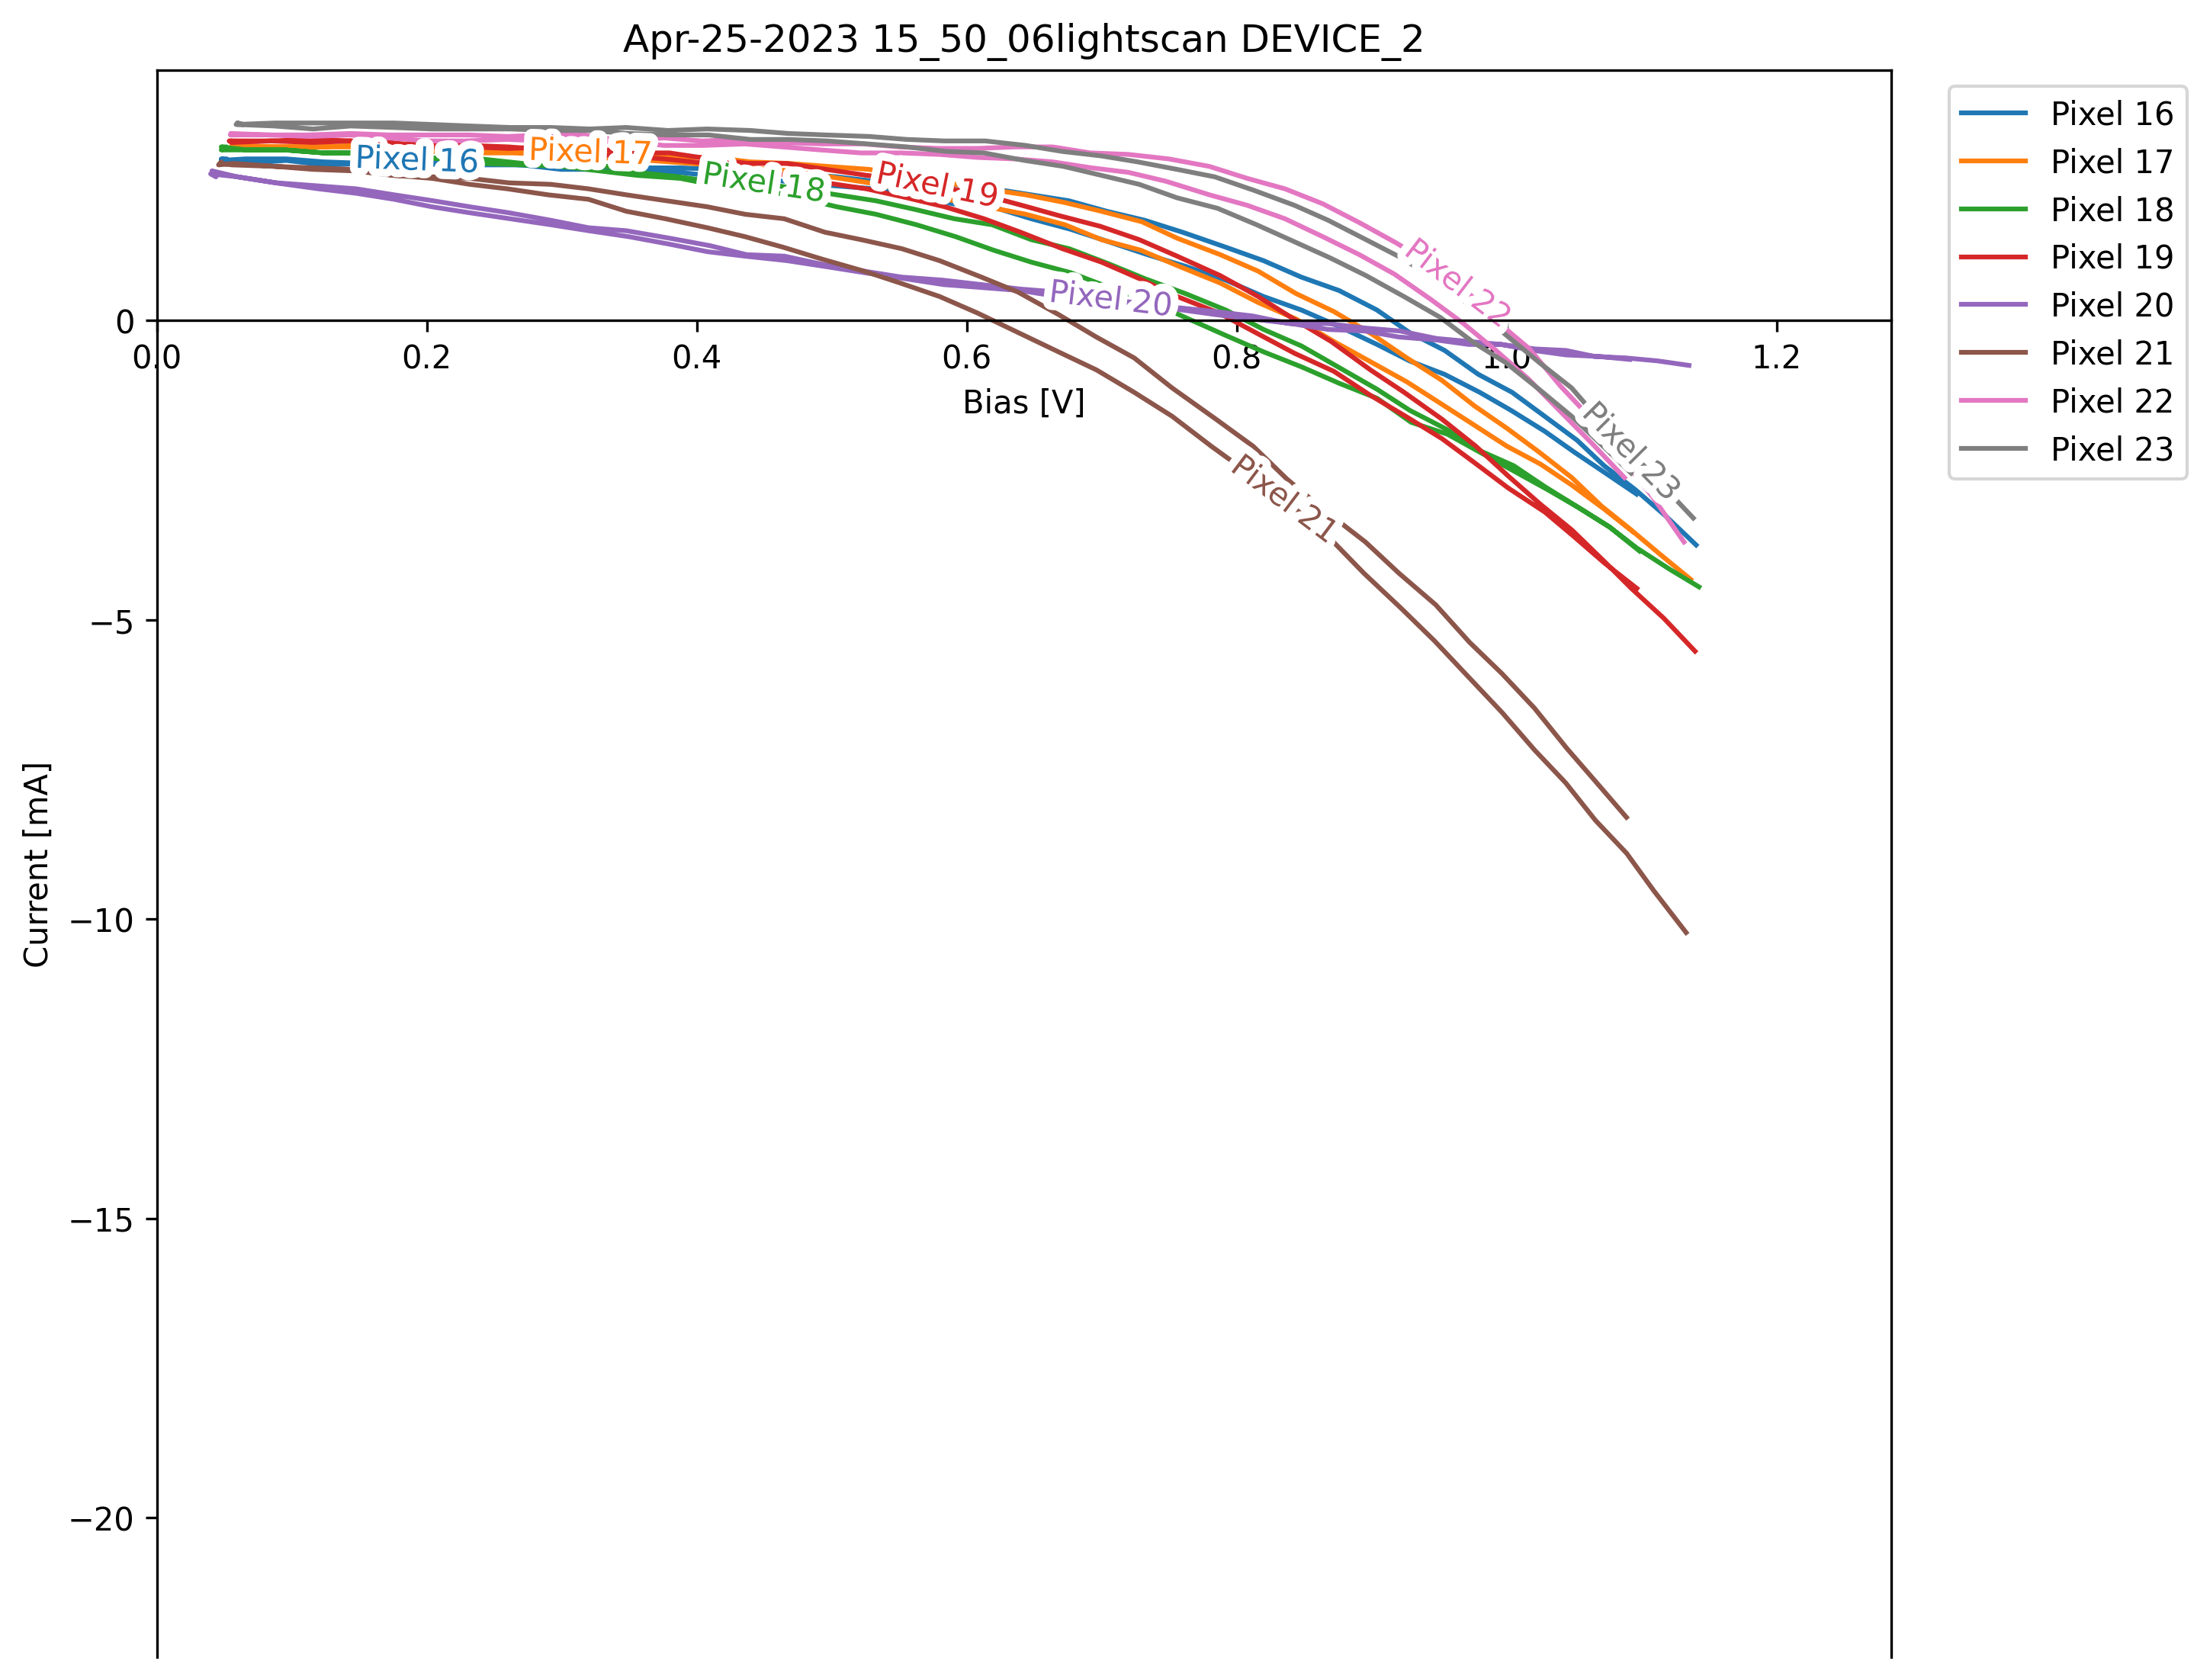 Apr-25-2023 15_50_06lightscan DEVICE_2
Pixel 16
Pixel 17
Pixel 18
Pixel 19
Pixel 20
Pixel 21
Pixel 22
Pixel 23
Pixel 16
Pixel 17
Pixel 18
Pixel 19
Pixel 20
Pixel 21
Pixel 22
Pixel 23
0
0.0 0.2 0.4 0.6 0.8 1.0 1.2
Bias [V]
−5
−10
−15
−20
Current [mA]